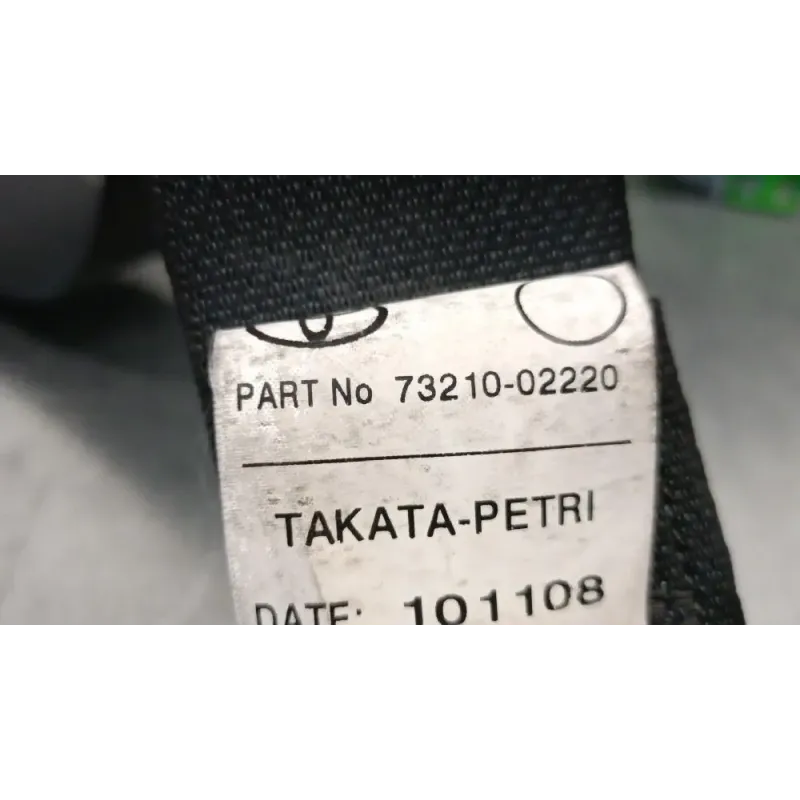 PART No 73210-02220
TAKATA-PETRI
DATE: 101108